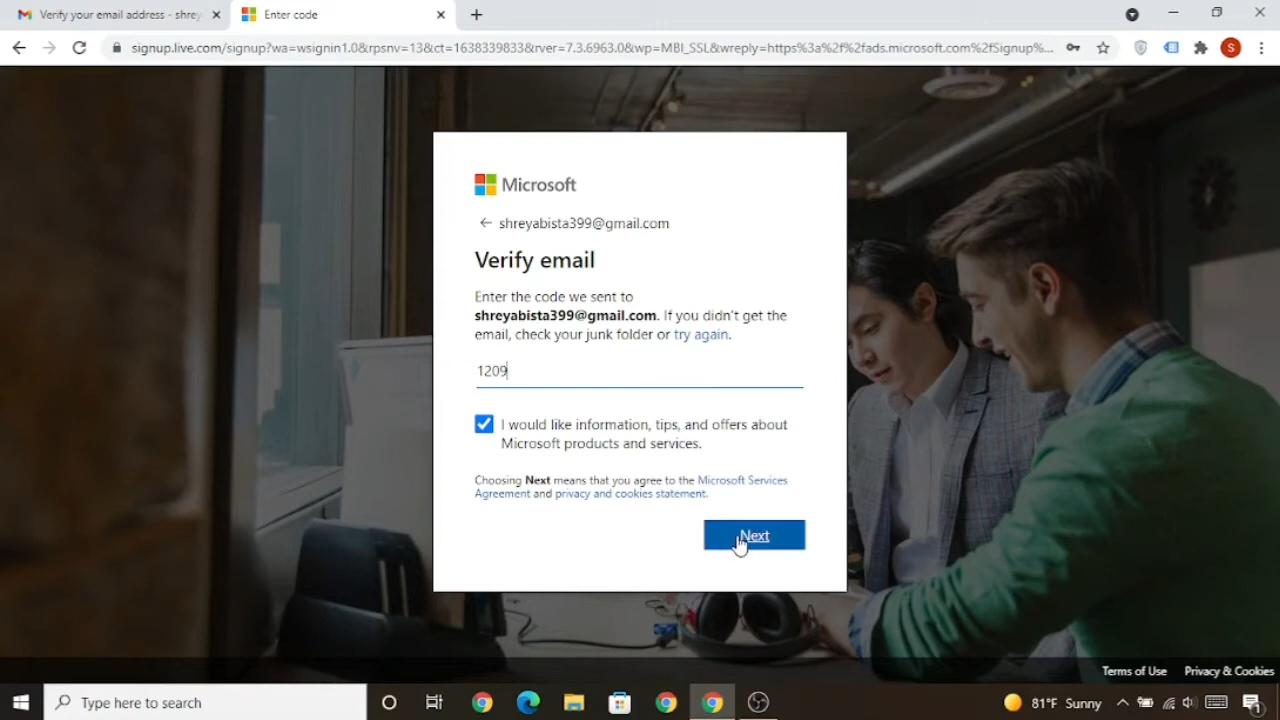 Verify your email address - shrey
Enter code
signup.live.com/signup?wa=wsignin1.0&rpsnv=13&ct=1638339833&rver=7.3.6963.0&wp=MBI_SSL&wreply=https%3a%2f%2fads.microsoft.com%2fSignup%...
S
Microsoft
← shreyabista399@gmail.com
Verify email
Enter the code we sent to
shreyabista399@gmail.com. If you didn't get the
email, check your junk folder or try again.
1209
I would like information, tips, and offers about
Microsoft products and services.
Choosing Next means that you agree to the Microsoft Services
Agreement and privacy and cookies statement.
Next
Terms of Use Privacy & Cookies
Type here to search
81°F Sunny
1